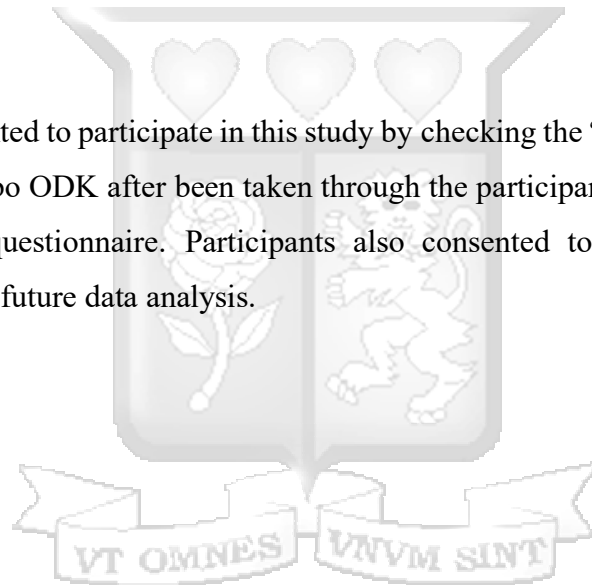 ted to participate in this study by checking the “
oo ODK after been taken through the participan
questionnaire. Participants also consented to
future data analysis.
VT OMNES VNVM SINT